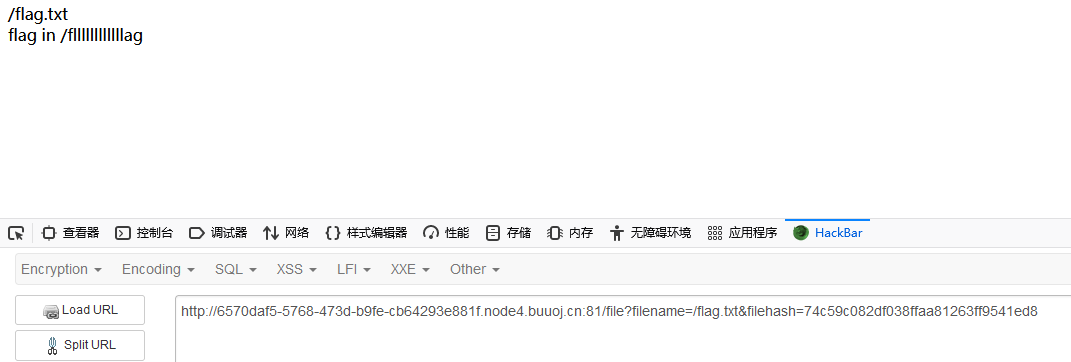 /flag.txt
flag in /fllllllllllllag
查看器 控制台 调试器 网络 样式编辑器 性能 存储 内存 无障碍环境 应用程序 HackBar
Encryption Encoding SQL XSS LFI XXE Other
Load URL http://6570daf5-5768-473d-b9fe-cb64293e881f.node4.buuoj.cn:81/file?filename=/flag.txt&filehash=74c59c082df038ffaa81263ff9541ed8
Split URL